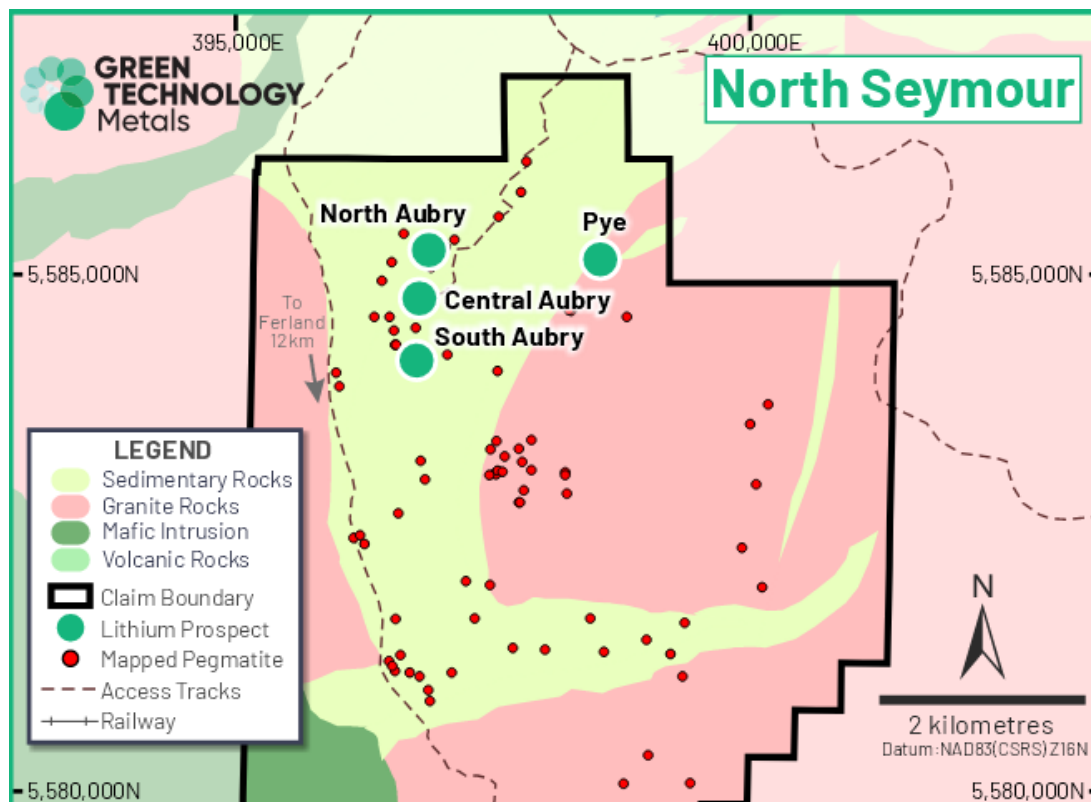 395,000E
400,000E
GREEN
TECHNOLOGY
Metals
North Seymour
North Aubry
Pye
5,585,000N
5,585,000N
Central Aubry
To
Ferland
12km
South Aubry
LEGEND
Sedimentary Rocks
Granite Rocks
Mafic Intrusion
Volcanic Rocks
Claim Boundary
Lithium Prospect
Mapped Pegmatite
Access Tracks
Railway
N
2 kilometres
Datum:NAD83(CSRS)Z16N
5,580,000N
5,580,000N